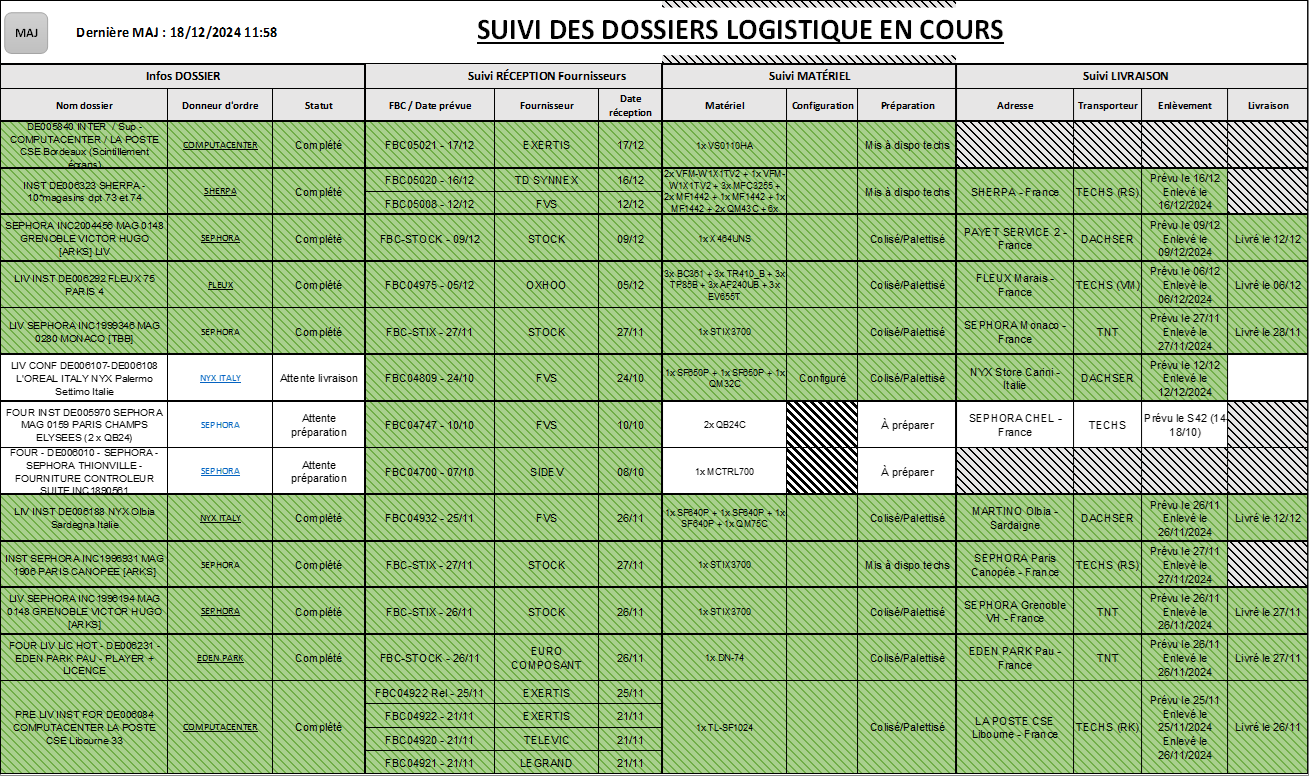 MAJ
Dernière MAJ : 18/12/2024 11:58
SUIVI DES DOSSIERS LOGISTIQUE EN COURS
Infos DOSSIER
Suivi RÉCEPTION Fournisseurs
Suivi MATÉRIEL
Suivi LIVRAISON
Nom dossier
Donneur d'ordre
Statut
FBC / Date prévue
Fournisseur
Date
réception
Matériel
Configuration
Préparation
Adresse
Transporteur
Enlèvement
Livraison
DE005840 INTER / Sup -
COMPUTACENTER / LA POSTE
CSE Bordeaux (Scintillement
écrans)
COMPUTACENTER
Complété
FBC05021 - 17/12
EXERTIS
17/12
1x VS0110HA
Mis à dispo techs
INST DE006323 SHERPA -
10*magasins dpt 73 et 74
SHERPA
Complété
FBC05020 - 16/12
TD SYNNEX
16/12
FBC05008 - 12/12
FVS
12/12
2x VFM-W1X1TV2 + 1x VFM-
W1X1TV2 + 3x MFC3255 +
2x MF1442 + 1x MF1442 + 1x
MF1442 + 2x QM43C + 6x
Mis à dispo techs
SHERPA - France
TECHS (RS)
Prévu le 16/12
Enlevé le
16/12/2024
SEPHORA INC2004456 MAG 0148
GRENOBLE VICTOR HUGO
[ARKS] LIV
SEPHORA
Complété
FBC-STOCK - 09/12
STOCK
09/12
1x X464UNS
Colisé/Palettisé
PAYET SERVICE 2 -
France
DACHSER
Prévu le 09/12
Enlevé le
09/12/2024
Livré le 12/12
LIV INST DE006292 FLEUX 75
PARIS 4
FLEUX
Complété
FBC04975 - 05/12
OXHOO
05/12
3x BC361 + 3x TR410_B + 3x
TP85B + 3x AF240UB + 3x
EV655T
Colisé/Palettisé
FLEUX Marais -
France
TECHS (VM)
Prévu le 06/12
Enlevé le
06/12/2024
Livré le 06/12
LIV SEPHORA INC1999346 MAG
0280 MONACO [TBB]
SEPHORA
Complété
FBC-STIX - 27/11
STOCK
27/11
1x STIX3700
Colisé/Palettisé
SEPHORA Monaco -
France
TNT
Prévu le 27/11
Enlevé le
27/11/2024
Livré le 28/11
LIV CONF DE006107-DE006108
L'OREAL ITALY NYX Palermo
Settimo Italie
NYX ITALY
Attente livraison
FBC04809 - 24/10
FVS
24/10
1x SF650P + 1x SF650P + 1x
QM32C
Configuré
Colisé/Palettisé
NYX Store Carini -
Italie
DACHSER
Prévu le 12/12
Enlevé le
12/12/2024
FOUR INST DE005970 SEPHORA
MAG 0159 PARIS CHAMPS
ELYSEES (2 x QB24)
SEPHORA
Attente
préparation
FBC04747 - 10/10
FVS
10/10
2x QB24C
À préparer
SEPHORA CHEL -
France
TECHS
Prévu le S42 (14
18/10)
FOUR - DE006010 - SEPHORA -
SEPHORA THIONVILLE -
FOURNITURE CONTROLEUR
SUITE INC1890561
SEPHORA
Attente
préparation
FBC04700 - 07/10
SIDEV
08/10
1x MCTRL700
À préparer
LIV INST DE006188 NYX Olbia
Sardegna Italie
NYX ITALY
Complété
FBC04932 - 25/11
FVS
26/11
1x SF640P + 1x SF640P + 1x
SF640P + 1x QM75C
Colisé/Palettisé
MARTINO Olbia -
Sardaigne
DACHSER
Prévu le 26/11
Enlevé le
26/11/2024
Livré le 12/12
INST SEPHORA INC1996931 MAG
1906 PARIS CANOPEE [ARKS]
SEPHORA
Complété
FBC-STIX - 27/11
STOCK
27/11
1x STIX3700
Mis à dispo techs
SEPHORA Paris
Canopée - France
TECHS (RS)
Prévu le 27/11
Enlevé le
27/11/2024
LIV SEPHORA INC1996194 MAG
0148 GRENOBLE VICTOR HUGO
[ARKS]
SEPHORA
Complété
FBC-STIX - 26/11
STOCK
26/11
1x STIX3700
Colisé/Palettisé
SEPHORA Grenoble
VH - France
TNT
Prévu le 26/11
Enlevé le
26/11/2024
Livré le 27/11
FOUR LIV LIC HOT - DE006231 -
EDEN PARK PAU - PLAYER +
LICENCE
EDEN PARK
Complété
FBC-STOCK - 26/11
EURO
COMPOSANT
26/11
1x DN-74
Colisé/Palettisé
EDEN PARK Pau -
France
TNT
Prévu le 26/11
Enlevé le
26/11/2024
Livré le 27/11
PRE LIV INST FOR DE006084
COMPUTACENTER LA POSTE
CSE Libourne 33
COMPUTACENTER
Complété
FBC04922 Rel - 25/11
EXERTIS
25/11
FBC04922 - 21/11
EXERTIS
21/11
FBC04920 - 21/11
TELEVIC
21/11
FBC04921 - 21/11
LEGRAND
21/11
1x TL-SF1024
Colisé/Palettisé
LA POSTE CSE
Libourne - France
TECHS (RK)
Prévu le 25/11
Enlevé le
25/11/2024
Enlevé le
26/11/2024
Livré le 26/11